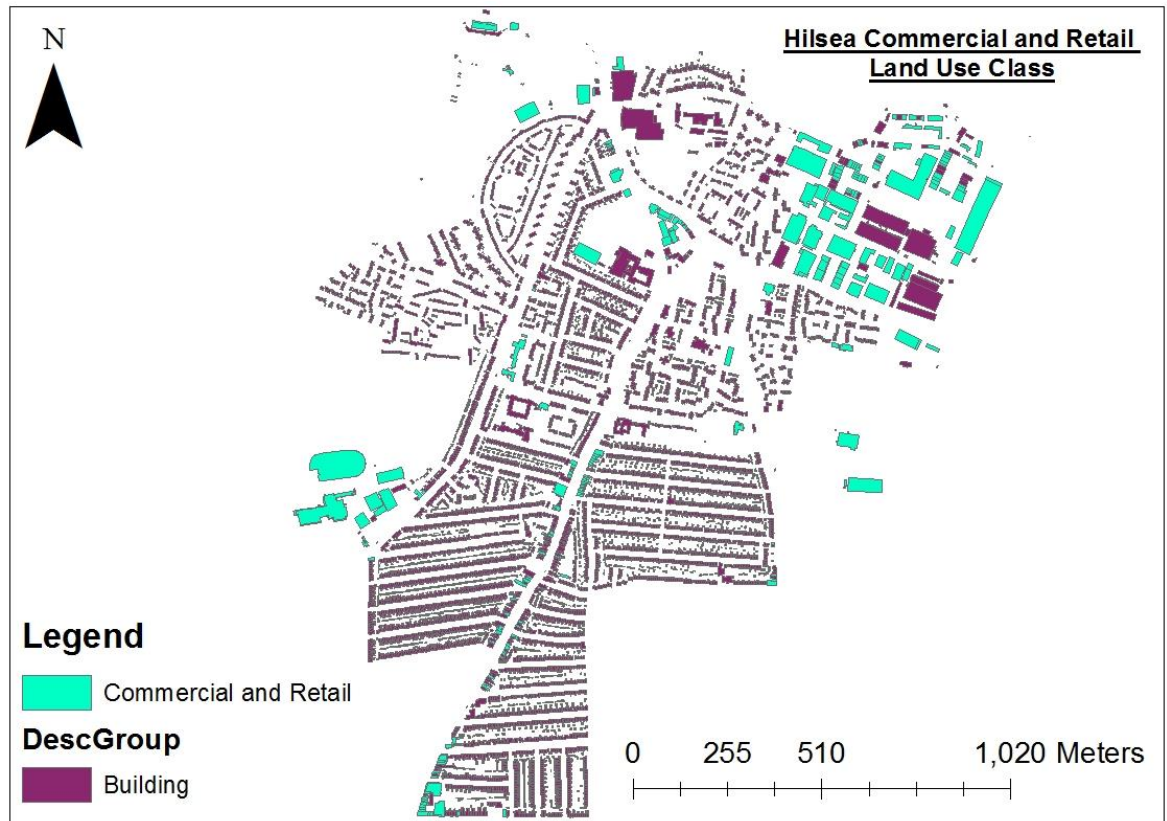 N
Hilsea Commercial and Retail
Land Use Class
Legend
Commercial and Retail
DescGroup
Building
0 255 510 1,020 Meters